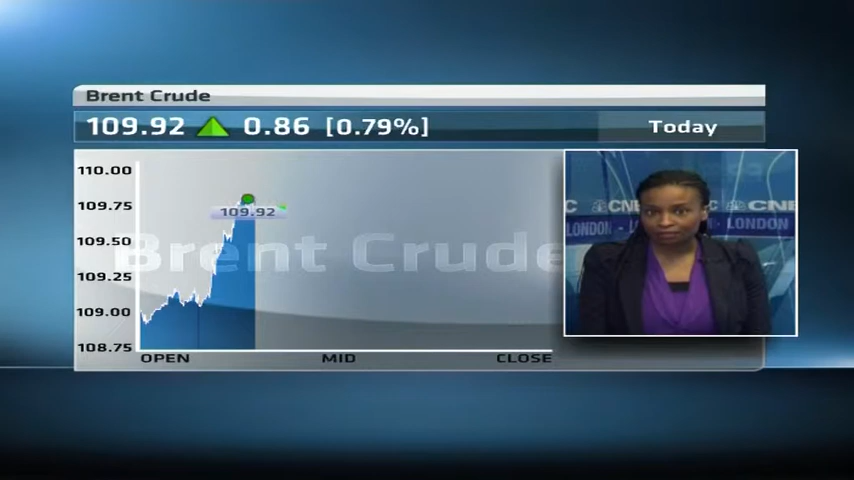 Brent Crude
109.92 0.86 [0.79%] Today
110.00
109.75
109.50
109.25
109.00
108.75
109.92
Brent Crude
OPEN MID CLOSE
C CNB
LONDON LONDON